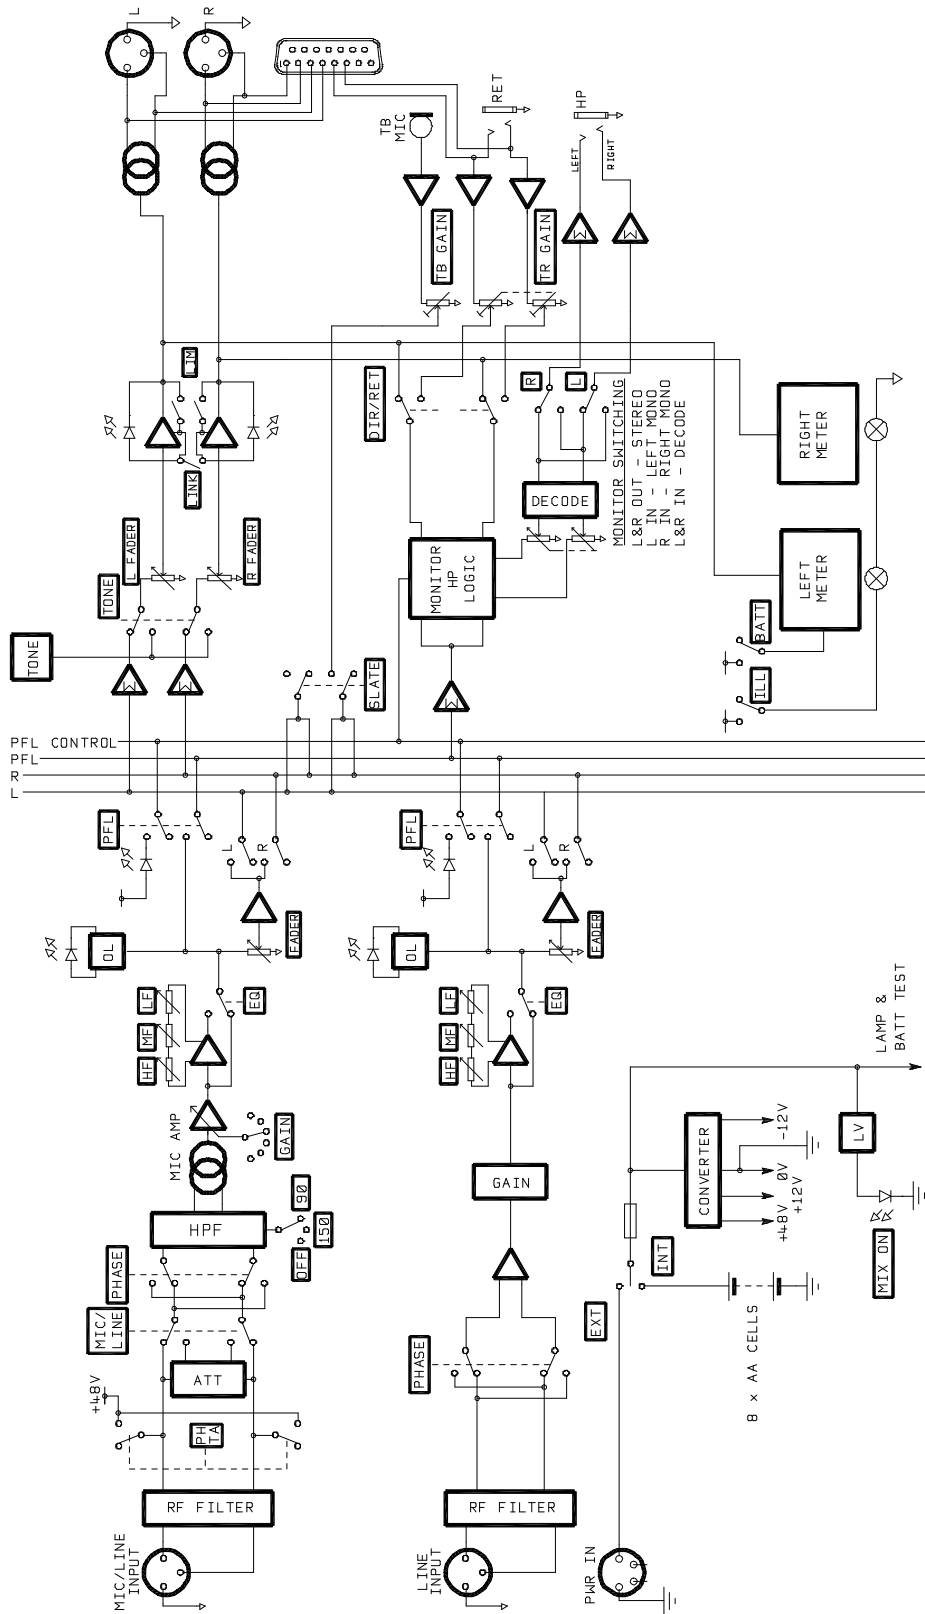 L
R
TB
MIC
RET
HP
LEFT
RIGHT
TB GAIN
TR GAIN
LIM
LINK
DIR/RET
R
L
MONITOR SWITCHING
L&R OUT - STEREO
L IN - LEFT MONO
R IN - RIGHT MONO
L&R IN - DECODE
DECODE
RIGHT
METER
LEFT
METER
L FADER
R FADER
TONE
TONE
MONITOR
HP
LOGIC
Σ
Σ
Σ
Σ
Σ
SLATE
BATT
ILL
PFL CONTROL
PFL
R
L
PFL
L
R
PFL
L
R
OL
FADER
OL
FADER
LF
MF
HF
EQ
LF
MF
HF
EQ
MIC AMP
GAIN
HPF
90
150
OFF
PHASE
MIC/
LINE
ATT
+48V
PH
TA
RF FILTER
MIC/LINE
INPUT
GAIN
PHASE
RF FILTER
LINE
INPUT
LAMP &
BATT TEST
CONVERTER
-12V
0V
+12V
+48V
LV
MIX ON
INT
EXT
8 x AA CELLS
PWR IN